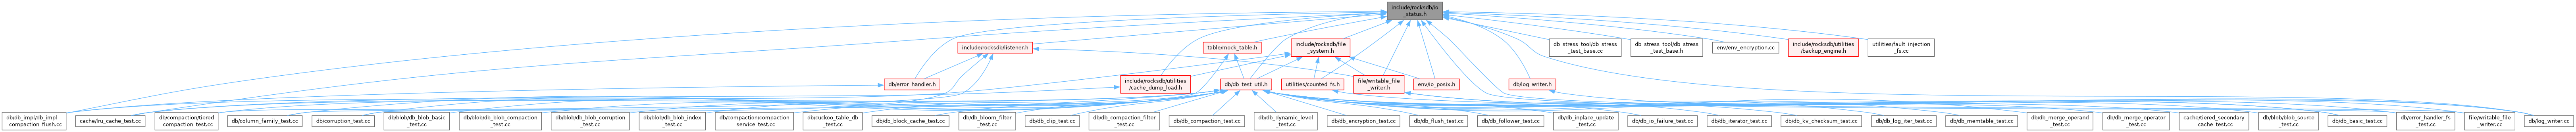 include/rocksdb/io
_status.h
include/rocksdb/listener.h
table/mock_table.h
include/rocksdb/file
_system.h
db_stress_tool/db_stress
_test_base.cc
db_stress_tool/db_stress
_test_base.h
env/env_encryption.cc
include/rocksdb/utilities
/backup_engine.h
utilities/fault_injection
_fs.cc
db/error_handler.h
include/rocksdb/utilities
/cache_dump_load.h
db/db_test_util.h
utilities/counted_fs.h
file/writable_file
_writer.h
env/io_posix.h
db/log_writer.h
db/db_impl/db_impl
_compaction_flush.cc
cache/lru_cache_test.cc
db/compaction/tiered
_compaction_test.cc
db/column_family_test.cc
db/corruption_test.cc
db/blob/db_blob_basic
_test.cc
db/blob/db_blob_compaction
_test.cc
db/blob/db_blob_corruption
_test.cc
db/blob/db_blob_index
_test.cc
db/compaction/compaction
_service_test.cc
db/cuckoo_table_db
_test.cc
db/db_block_cache_test.cc
db/db_bloom_filter
_test.cc
db/db_clip_test.cc
db/db_compaction_filter
_test.cc
db/db_compaction_test.cc
db/db_dynamic_level
_test.cc
db/db_encryption_test.cc
db/db_flush_test.cc
db/db_follower_test.cc
db/db_inplace_update
_test.cc
db/db_io_failure_test.cc
db/db_iterator_test.cc
db/db_kv_checksum_test.cc
db/db_log_iter_test.cc
db/db_memtable_test.cc
db/db_merge_operand
_test.cc
db/db_merge_operator
_test.cc
cache/tiered_secondary
_cache_test.cc
db/blob/blob_source
_test.cc
db/db_basic_test.cc
db/error_handler_fs
_test.cc
file/writable_file
_writer.cc
db/log_writer.cc